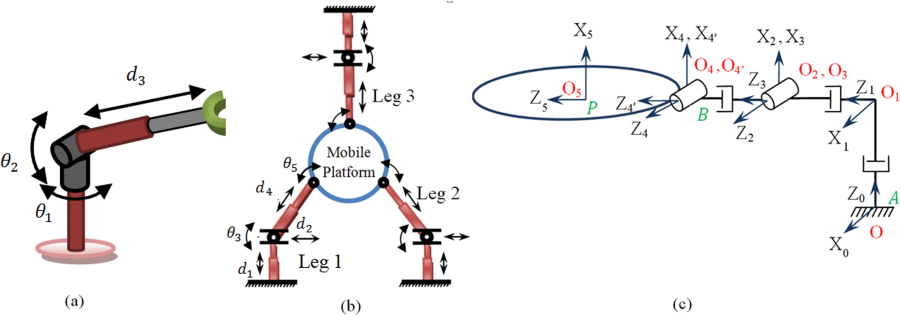 d₃
θ₂
θ₁
(a)
Leg 3
Mobile
Platform
θ₅
d₄
Leg 2
θ₃
d₂
d₁
Leg 1
(b)
X₅
X₄ , X₄′
X₂ , X₃
O₄ , O₄′
O₂ , O₃
O₅
Z₃
Z₁
O₁
Z₅
P
Z₄′
B
Z₄
Z₂
X₁
Z₀
A
X₀
O
(c)